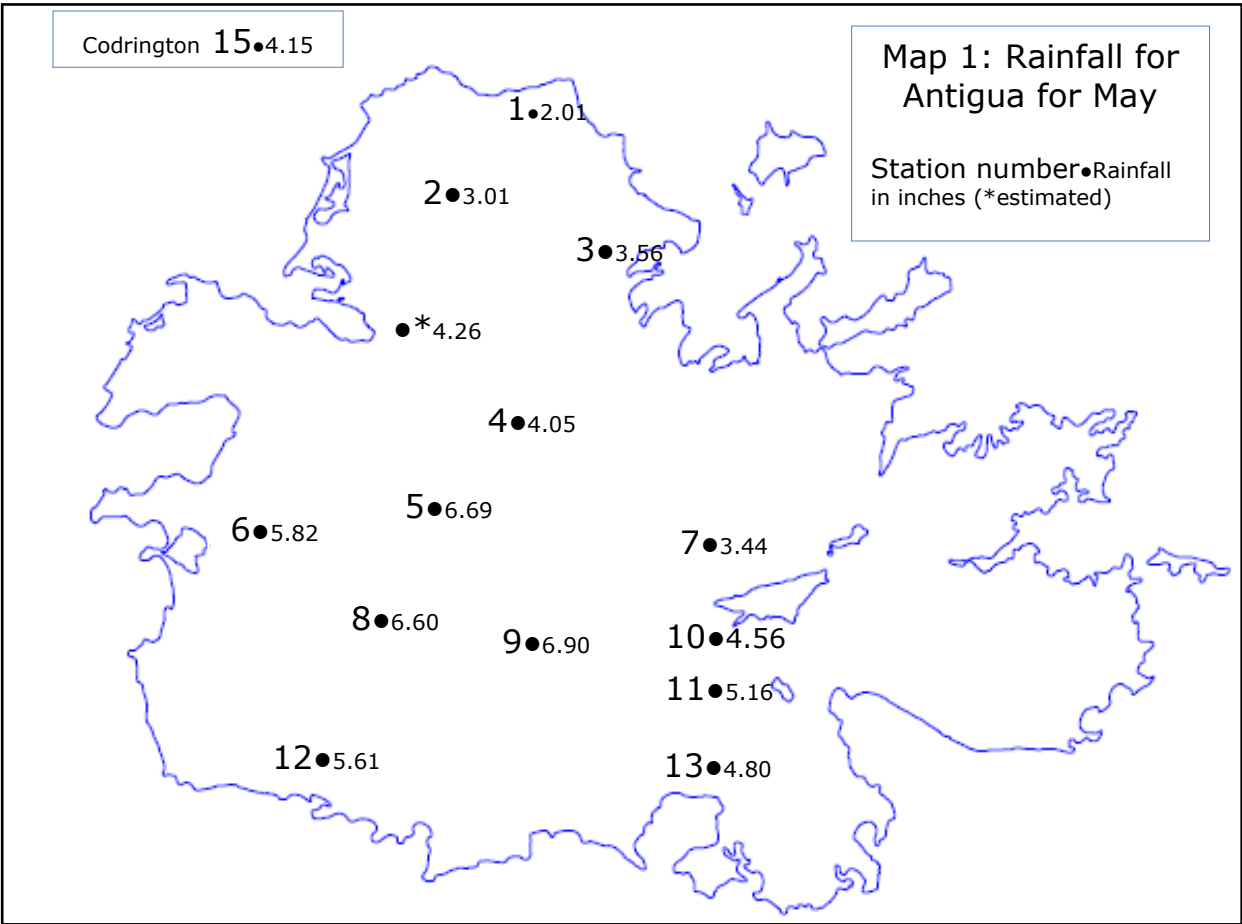 Codrington 15●4.15
Map 1: Rainfall for
Antigua for May
Station number●Rainfall
in inches (*estimated)
1●2.01
2●3.01
3●3.56
●*4.26
4●4.05
5●6.69
6●5.82
7●3.44
8●6.60
9●6.90
10●4.56
11●5.16
12●5.61
13●4.80